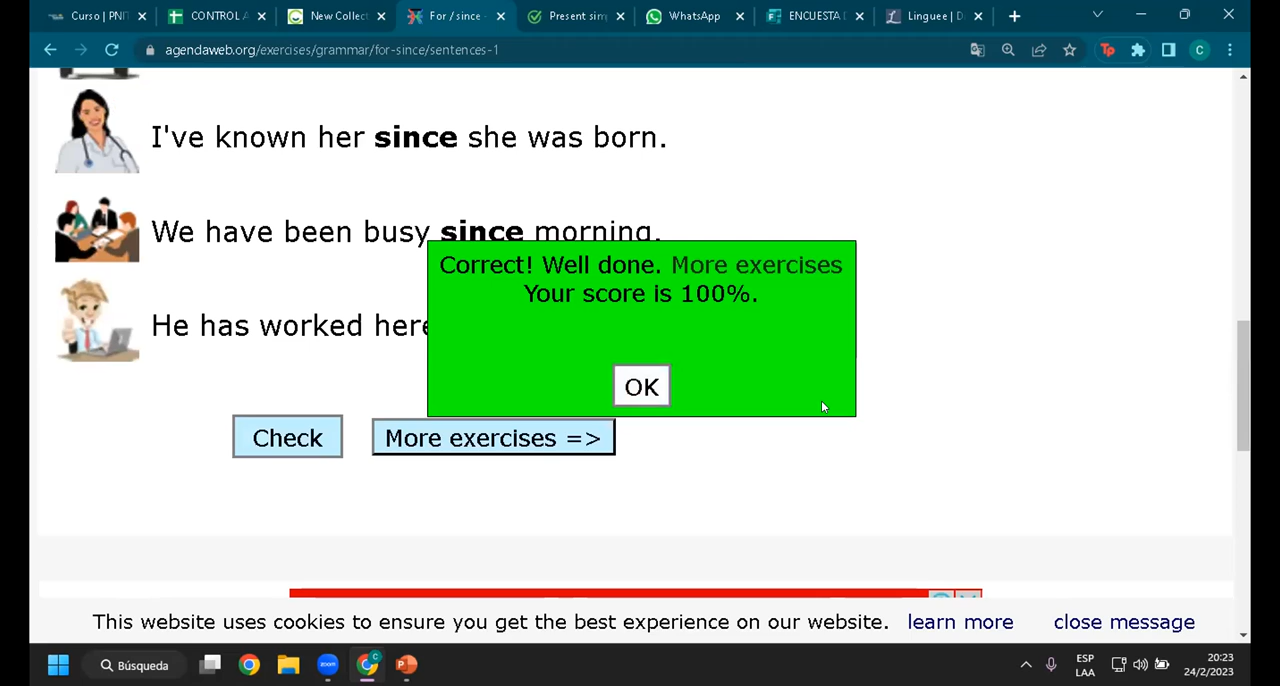 Curso | PNI
CONTROL A
New Collec
For / since
Present sim
WhatsApp
ENCUESTA
Linguee | D
agendaweb.org/exercises/grammar/for-since/sentences-1
Tp
C
I've known her since she was born.
We have been busy since morning.
He has worked here
Correct! Well done. More exercises
Your score is 100%.
OK
Check
More exercises =>
This website uses cookies to ensure you get the best experience on our website. learn more close message
Búsqueda
zoom
ESP
LAA
20:23
24/2/2023